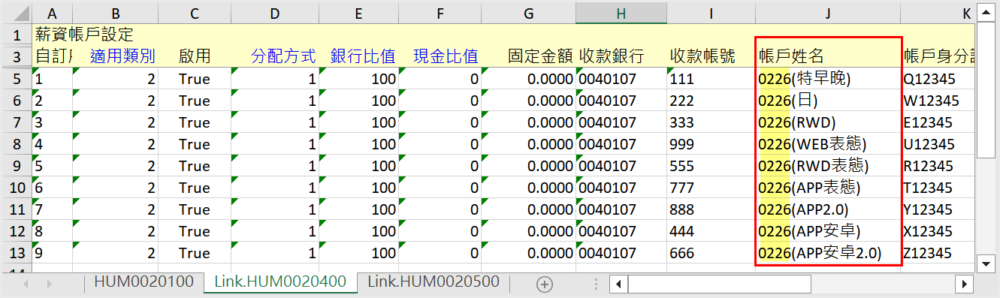 A B C D E F G H I J K
1 薪資帳戶設定
3 自訂 適用類別 啟用 分配方式 銀行比值 現金比值 固定金額 收款銀行 收款帳號 帳戶姓名 帳戶身分
5 1 2 True 1 100 0 0.0000 0040107 111 0226(特早晚) Q12345
6 2 2 True 1 100 0 0.0000 0040107 222 0226(日) W12345
7 3 2 True 1 100 0 0.0000 0040107 333 0226(RWD) E12345
8 4 2 True 1 100 0 0.0000 0040107 999 0226(WEB表態) U12345
9 5 2 True 1 100 0 0.0000 0040107 555 0226(RWD表態) R12345
10 6 2 True 1 100 0 0.0000 0040107 777 0226(APP表態) T12345
11 7 2 True 1 100 0 0.0000 0040107 888 0226(APP2.0) Y12345
12 8 2 True 1 100 0 0.0000 0040107 444 0226(APP安卓) X12345
13 9 2 True 1 100 0 0.0000 0040107 666 0226(APP安卓2.0) Z12345
HUM0020100 Link.HUM0020400 Link.HUM0020500